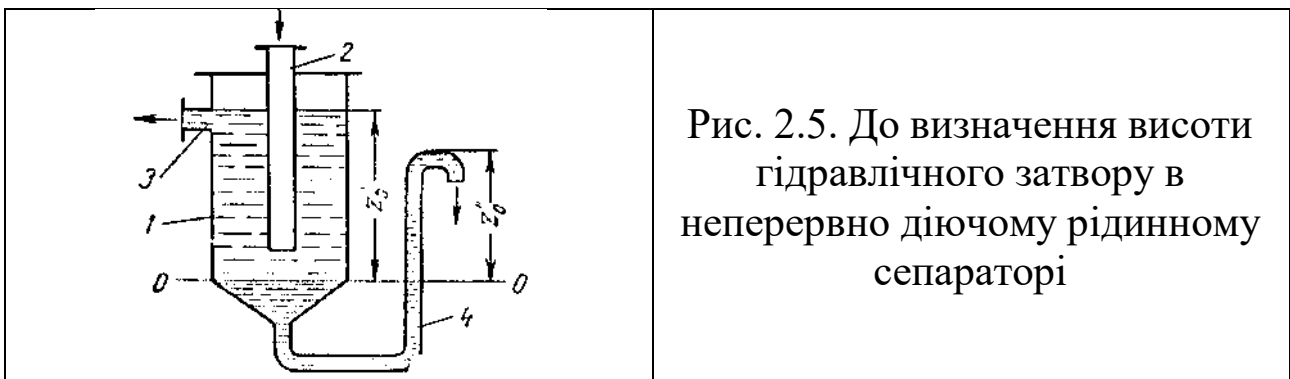 2
3
1
z₀'
z₀"
0
0
4
Рис. 2.5. До визначення висоти
гідравлічного затвору в
неперервно діючому рідинному
сепараторі